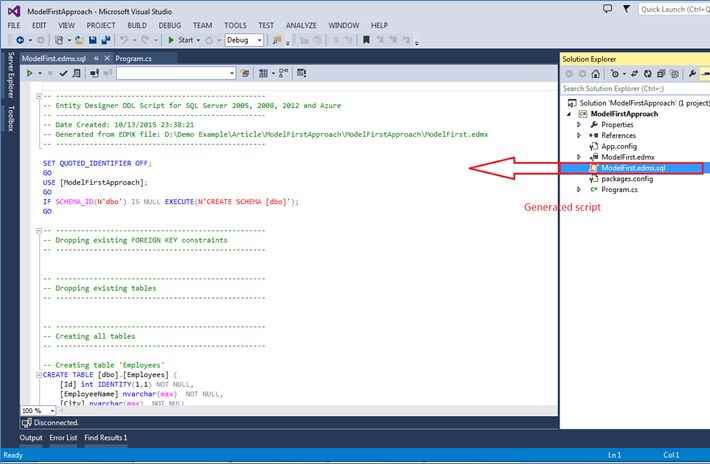 ModelFirstApproach - Microsoft Visual Studio
Quick Launch (Ctrl+Q
FILE EDIT VIEW PROJECT BUILD DEBUG TEAM TOOLS TEST ANALYZE WINDOW HELP
Start Debug
Server Explorer
Toolbox
ModelFirst.edmx.sql Program.cs
-- --------------------------------------------------
-- Entity Designer DDL Script for SQL Server 2005, 2008, 2012 and Azure
-- --------------------------------------------------
-- Date Created: 10/13/2015 23:38:21
-- Generated from EDMX file: D:\Demo Example\Article\ModelFirstApproach\ModelFirstApproach\ModelFirst.edmx
-- --------------------------------------------------
SET QUOTED_IDENTIFIER OFF;
GO
USE [ModelFirstApproach];
GO
IF SCHEMA_ID(N'dbo') IS NULL EXECUTE(N'CREATE SCHEMA [dbo]');
GO
-- --------------------------------------------------
-- Dropping existing FOREIGN KEY constraints
-- --------------------------------------------------
-- --------------------------------------------------
-- Dropping existing tables
-- --------------------------------------------------
-- --------------------------------------------------
-- Creating all tables
-- --------------------------------------------------
-- Creating table 'Employees'
CREATE TABLE [dbo].[Employees] (
[Id] int IDENTITY(1,1) NOT NULL,
[EmployeeName] nvarchar(max) NOT NULL,
[City] nvarchar(max) NOT NULL
100 %
Disconnected.
Solution Explorer
Search Solution Explorer (Ctrl+;)
Solution 'ModelFirstApproach' (1 project)
ModelFirstApproach
Properties
References
App.config
ModelFirst.edmx
ModelFirst.edmx.sql
packages.config
C# Program.cs
Generated script
Output Error List Find Results 1
Ready Ln 1 Col 1